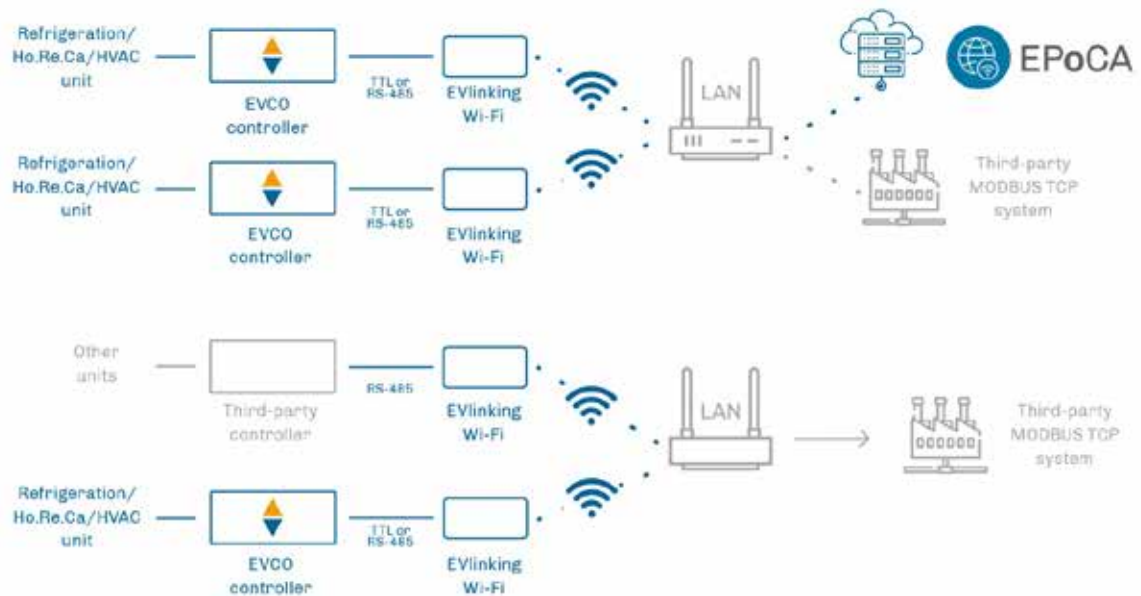 Refrigeration/
Ho.Re.Ca/HVAC
unit
EVCO
controller
TTL or
RS-485
EVlinking
Wi-Fi
LAN
EPoCA
Refrigeration/
Ho.Re.Ca/HVAC
unit
EVCO
controller
TTL or
RS-485
EVlinking
Wi-Fi
Third-party
MODBUS TCP
system
Other
units
Third-party
controller
RS-485
EVlinking
Wi-Fi
LAN
Third-party
MODBUS TCP
system
Refrigeration/
Ho.Re.Ca/HVAC
unit
EVCO
controller
TTL or
RS-485
EVlinking
Wi-Fi